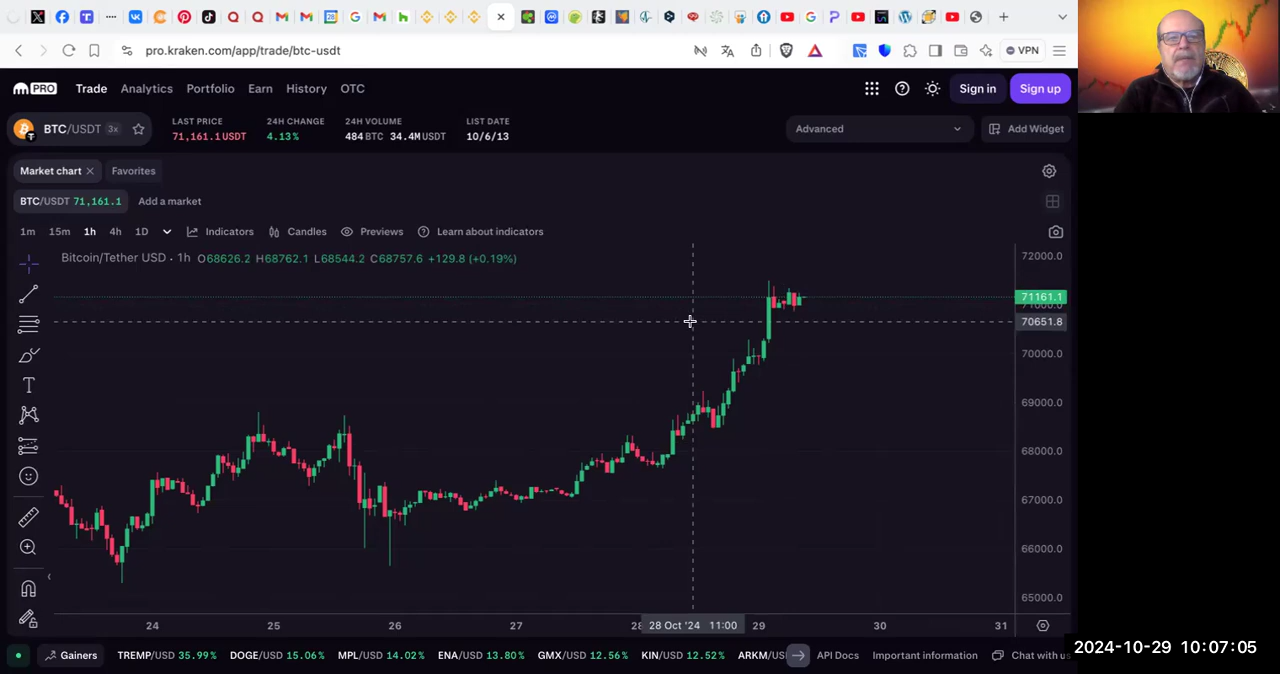 pro.kraken.com/app/trade/btc-usdt
VPN
PRO Trade Analytics Portfolio Earn History OTC Sign in Sign up
BTC/USDT 3x
LAST PRICE 24H CHANGE 24H VOLUME LIST DATE
71,161.1USDT 4.13% 484 BTC 34.4M USDT 10/6/13
Advanced Add Widget
Market chart Favorites
BTC/USDT 71,161.1 Add a market
1m 15m 1h 4h 1D Indicators Candles Previews Learn about indicators
Bitcoin/Tether USD · 1h O68626.2 H68762.1 L68544.2 C68757.6 +129.8 (+0.19%)
72000.0
71161.1
71000.0
70651.8
70000.0
69000.0
68000.0
67000.0
66000.0
65000.0
24 25 26 27 28 28 Oct '24 11:00 29 30 31
Gainers TREMP/USD 35.99% DOGE/USD 15.06% MPL/USD 14.02% ENA/USD 13.80% GMX/USD 12.56% KIN/USD 12.52% ARKM/US API Docs Important information Chat with us
2024-10-29 10:07:05